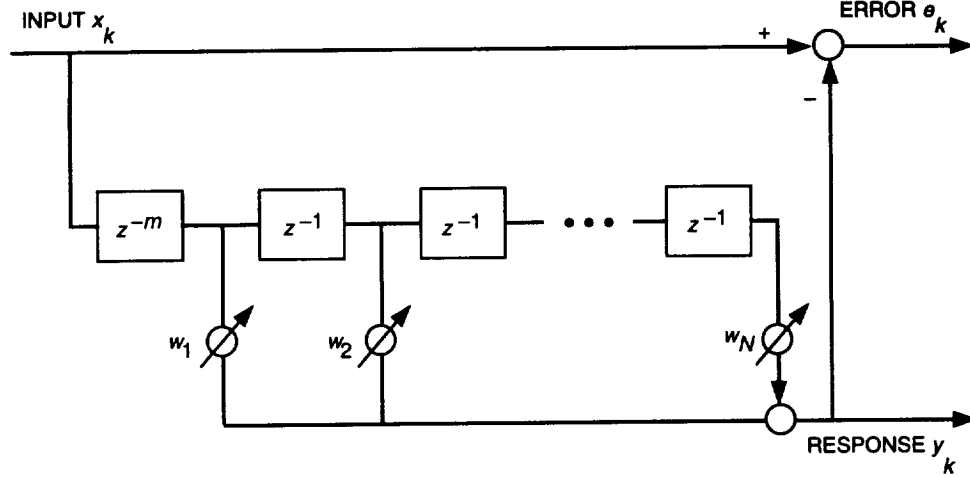 INPUT x_k
ERROR e_k
+
−
z^{−m}
z^{−1}
z^{−1}
•••
z^{−1}
w_1
w_2
w_N
RESPONSE y_k